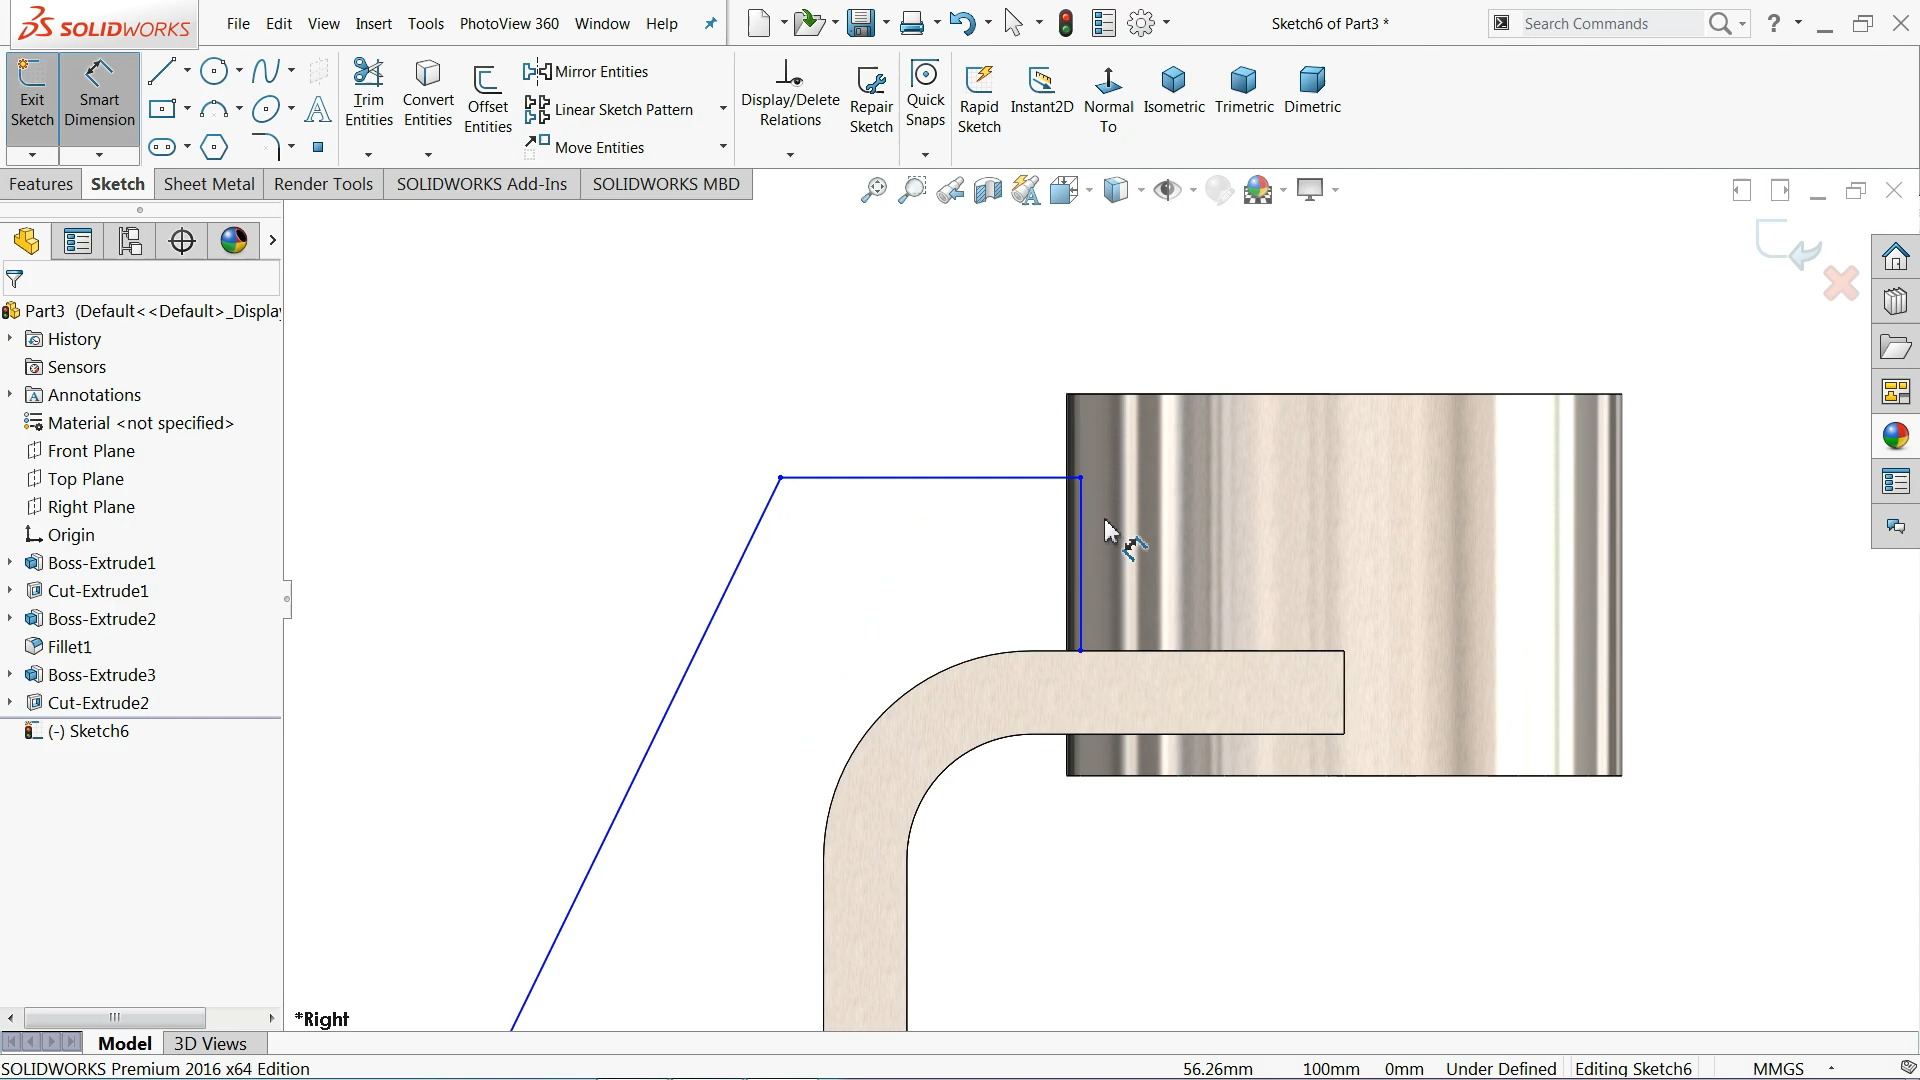 SOLIDWORKS
File Edit View Insert Tools PhotoView 360 Window Help
Sketch6 of Part3 *
Search Commands
?
Exit Sketch
Smart Dimension
Trim Entities
Convert Entities
Offset Entities
Mirror Entities
Linear Sketch Pattern
Move Entities
Display/Delete Relations
Repair Sketch
Quick Snaps
Rapid Sketch
Instant2D
Normal To
Isometric
Trimetric
Dimetric
Features Sketch Sheet Metal Render Tools SOLIDWORKS Add-Ins SOLIDWORKS MBD
Part3 (Default<<Default>_Displa
History
Sensors
Annotations
Material <not specified>
Front Plane
Top Plane
Right Plane
Origin
Boss-Extrude1
Cut-Extrude1
Boss-Extrude2
Fillet1
Boss-Extrude3
Cut-Extrude2
(-) Sketch6
*Right
Model 3D Views
SOLIDWORKS Premium 2016 x64 Edition
56.26mm 100mm 0mm Under Defined Editing Sketch6 MMGS